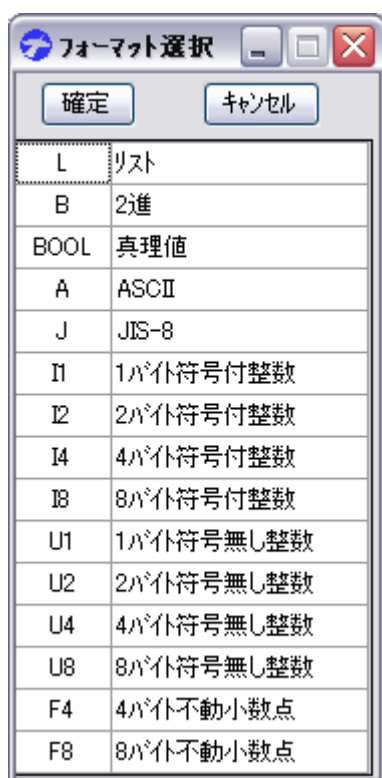 ﾌｫｰﾏｯﾄ選択
確定 ｷｬﾝｾﾙ
L ﾘｽﾄ
B 2進
BOOL 真理値
A ASCII
J JIS-8
I1 1ﾊﾞｲﾄ符号付整数
I2 2ﾊﾞｲﾄ符号付整数
I4 4ﾊﾞｲﾄ符号付整数
I8 8ﾊﾞｲﾄ符号付整数
U1 1ﾊﾞｲﾄ符号無し整数
U2 2ﾊﾞｲﾄ符号無し整数
U4 4ﾊﾞｲﾄ符号無し整数
U8 8ﾊﾞｲﾄ符号無し整数
F4 4ﾊﾞｲﾄ不動小数点
F8 8ﾊﾞｲﾄ不動小数点